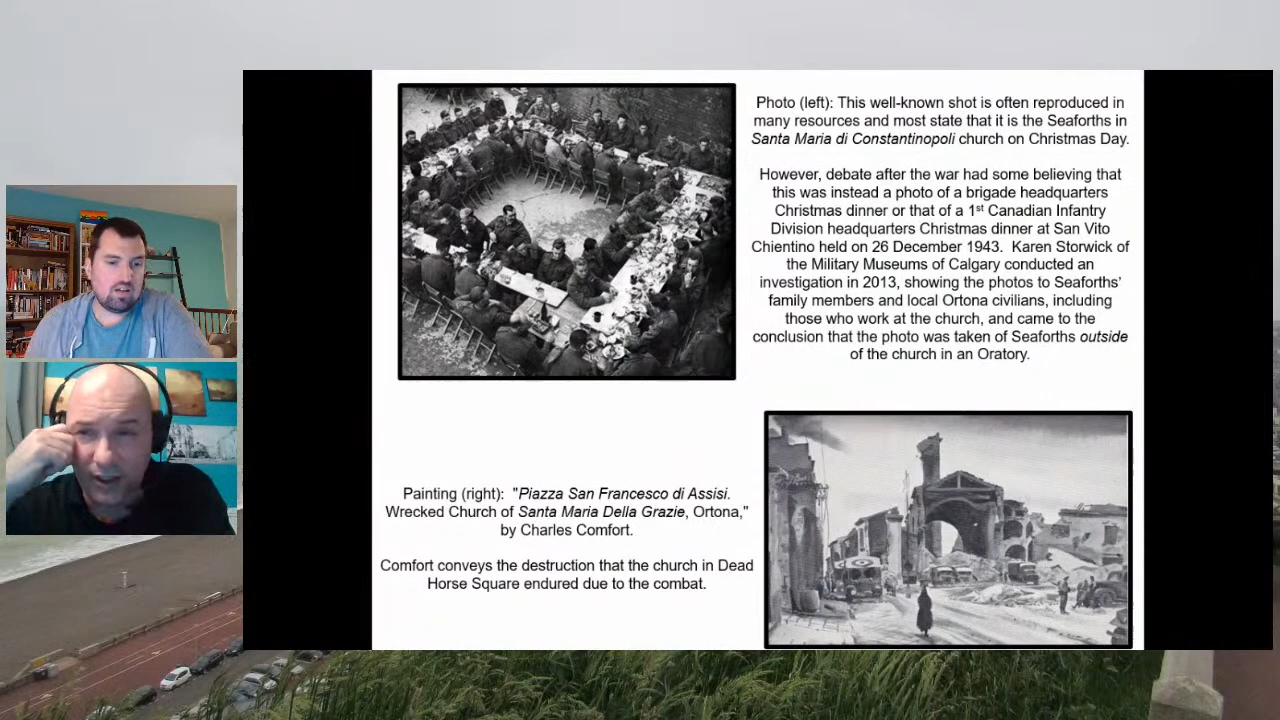 Photo (left): This well-known shot is often reproduced in
many resources and most state that it is the Seaforths in
Santa Maria di Constantinopoli church on Christmas Day.
However, debate after the war had some believing that
this was instead a photo of a brigade headquarters
Christmas dinner or that of a 1st Canadian Infantry
Division headquarters Christmas dinner at San Vito
Chientino held on 26 December 1943. Karen Storwick of
the Military Museums of Calgary conducted an
investigation in 2013, showing the photos to Seaforths'
family members and local Ortona civilians, including
those who work at the church, and came to the
conclusion that the photo was taken of Seaforths outside
of the church in an Oratory.
Painting (right): "Piazza San Francesco di Assisi.
Wrecked Church of Santa Maria Della Grazie, Ortona,"
by Charles Comfort.
Comfort conveys the destruction that the church in Dead
Horse Square endured due to the combat.